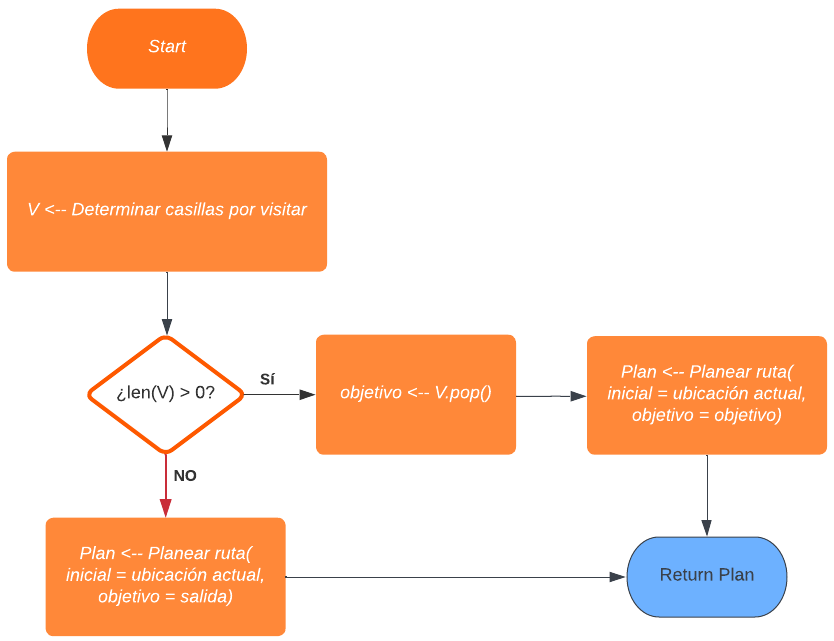 Start
V <-- Determinar casillas por visitar
¿len(V) > 0?
Sí
objetivo <-- V.pop()
Plan <-- Planear ruta(
inicial = ubicación actual,
objetivo = objetivo)
NO
Plan <-- Planear ruta(
inicial = ubicación actual,
objetivo = salida)
Return Plan